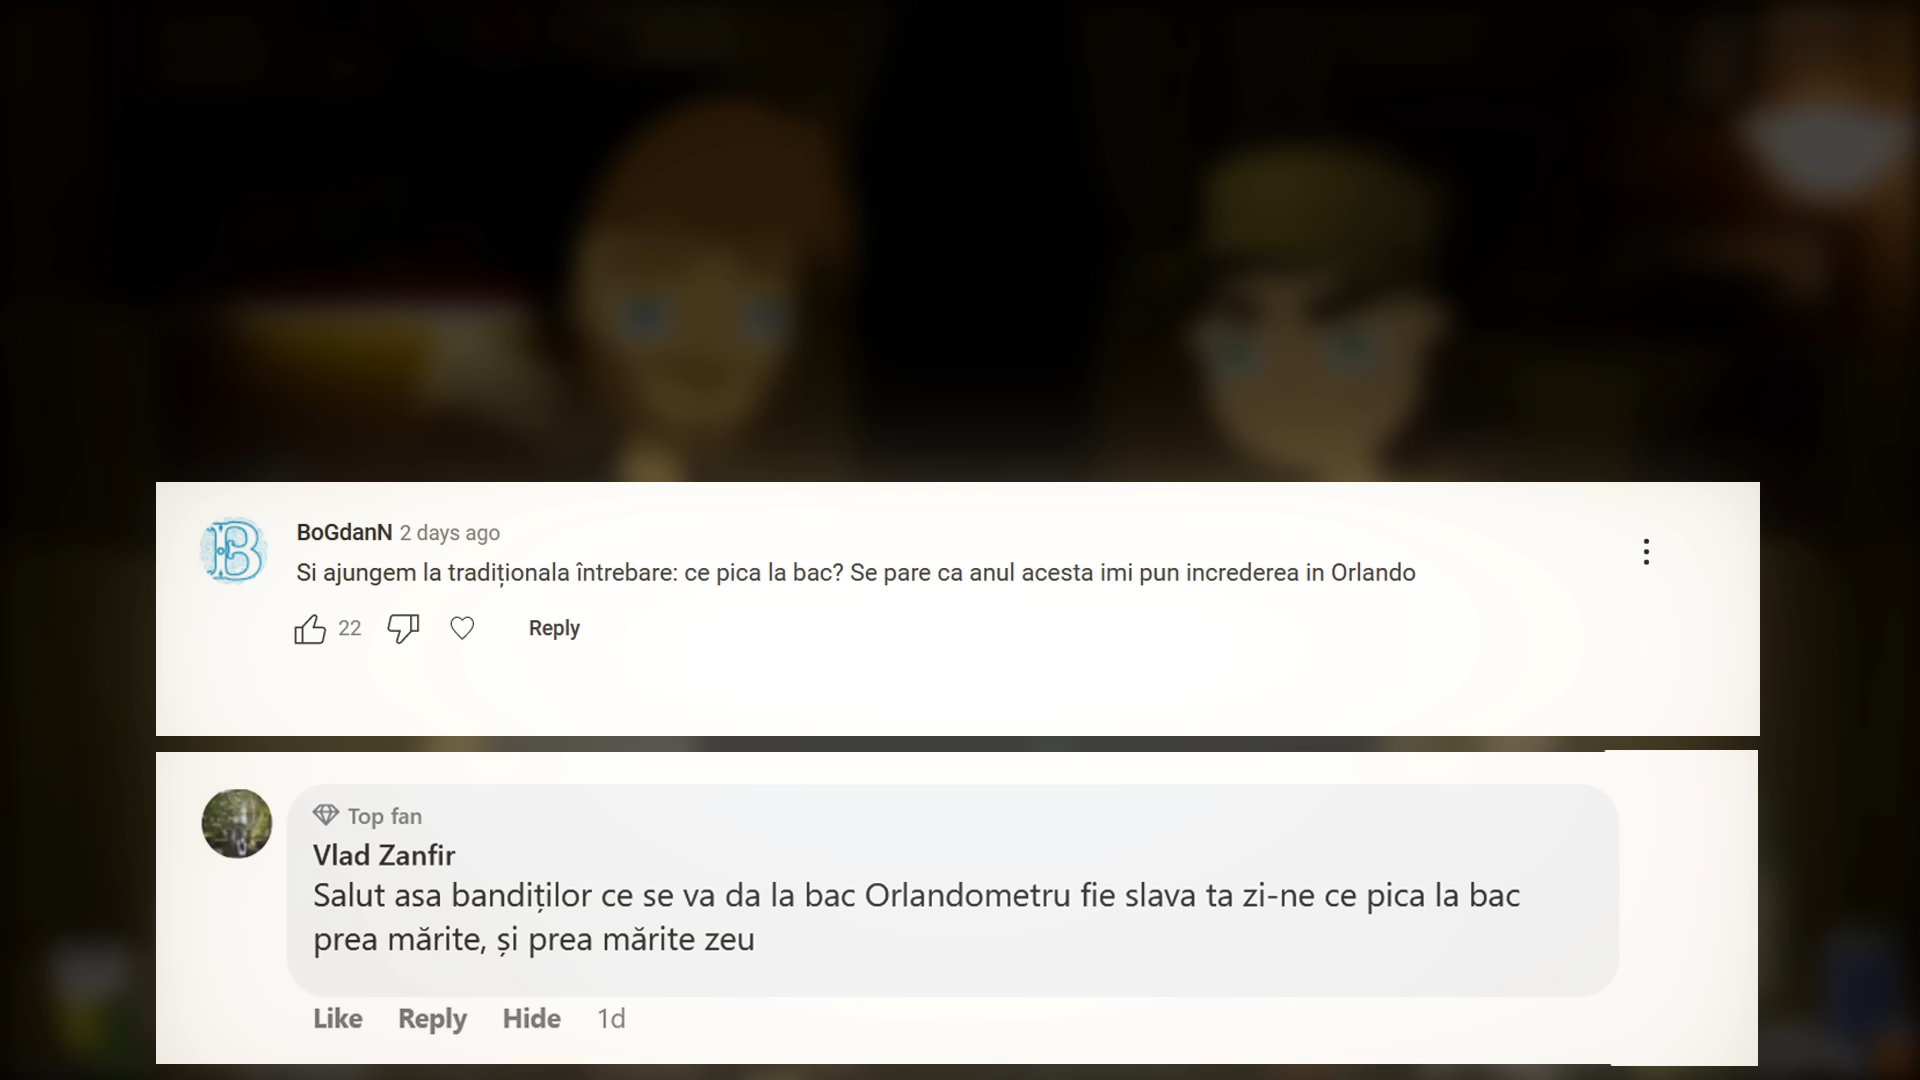 BoGdanN 2 days ago
Si ajungem la tradiționala întrebare: ce pica la bac? Se pare ca anul acesta imi pun increderea in Orlando
22 Reply
Top fan
Vlad Zanfir
Salut asa bandiților ce se va da la bac Orlandometru fie slava ta zi-ne ce pica la bac
prea mărite, și prea mărite zeu
Like Reply Hide 1d